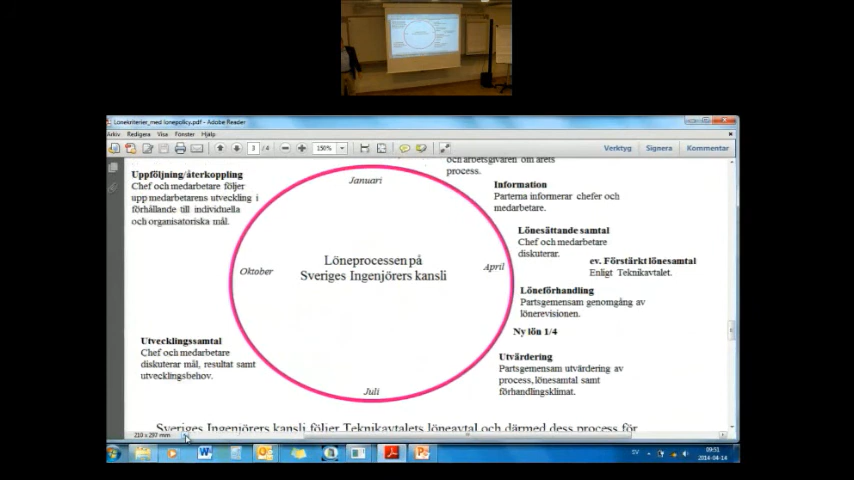 Lönekriterier_med lonepolicy.pdf - Adobe Reader
Arkiv Redigera Visa Fönster Hjälp
3 / 4 150% Verktyg Signera Kommentar
och arbetsgivaren om årets
process.
Uppföljning/återkoppling
Chef och medarbetare följer
upp medarbetarens utveckling i
förhållande till individuella
och organisatoriska mål.
Januari
Information
Parterna informerar chefer och
medarbetare.
Lönesättande samtal
Chef och medarbetare
diskuterar.
ev. Förstärkt lönesamtal
Enligt Teknikavtalet.
Löneprocessen på
Sveriges Ingenjörers kansli
Oktober
April
Löneförhandling
Partsgemensam genomgång av
lönerevisionen.
Ny lön 1/4
Utvecklingssamtal
Chef och medarbetare
diskuterar mål, resultat samt
utvecklingsbehov.
Utvärdering
Partsgemensam utvärdering av
process, lönesamtal samt
förhandlingsklimat.
Juli
Sveriges Ingenjörers kansli följer Teknikavtalets löneavtal och därmed dess process för
210 x 297 mm
SV
09:51
2014-04-14